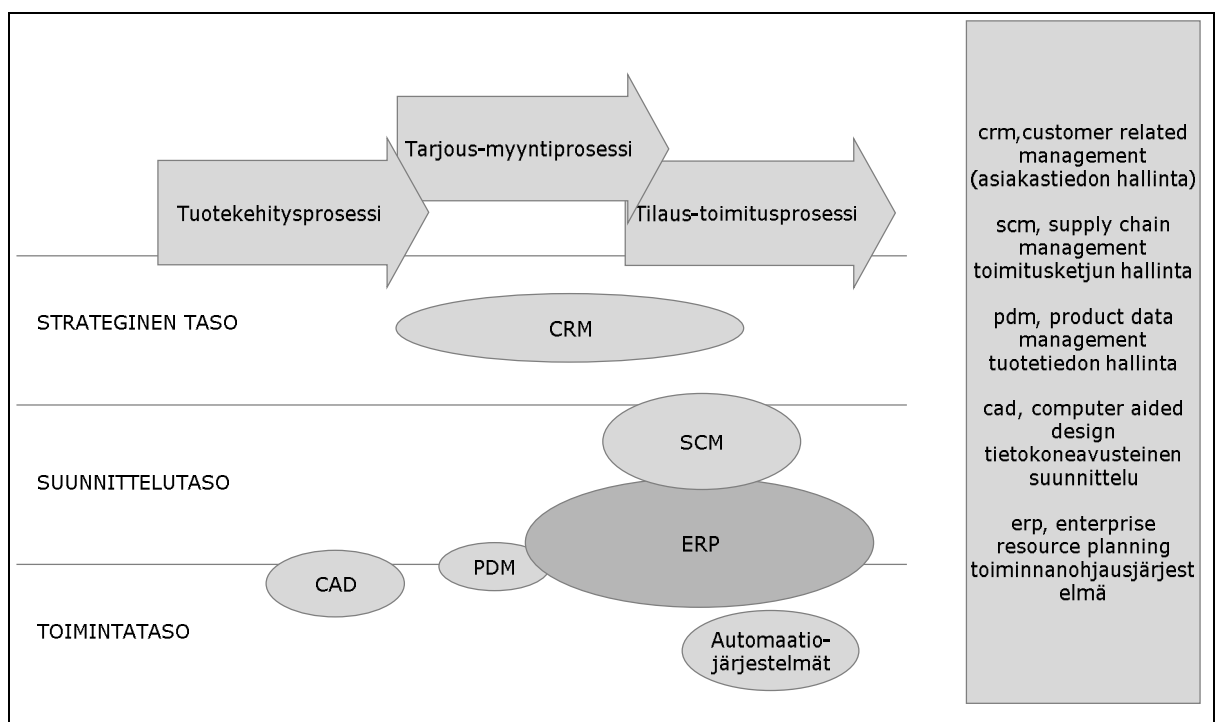 Tarjous-myyntiprosessi
Tuotekehitysprosessi
Tilaus-toimitusprosessi
STRATEGINEN TASO
CRM
SCM
SUUNNITTELUTASO
ERP
PDM
CAD
TOIMINTATASO
Automaatio-
järjestelmät
crm,customer related
management
(asiakastiedon hallinta)
scm, supply chain
management
toimitusketjun hallinta
pdm, product data
management
tuotetiedon hallinta
cad, computer aided
design
tietokoneavusteinen
suunnittelu
erp, enterprise
resource planning
toiminnanohjausjärjest
elmä